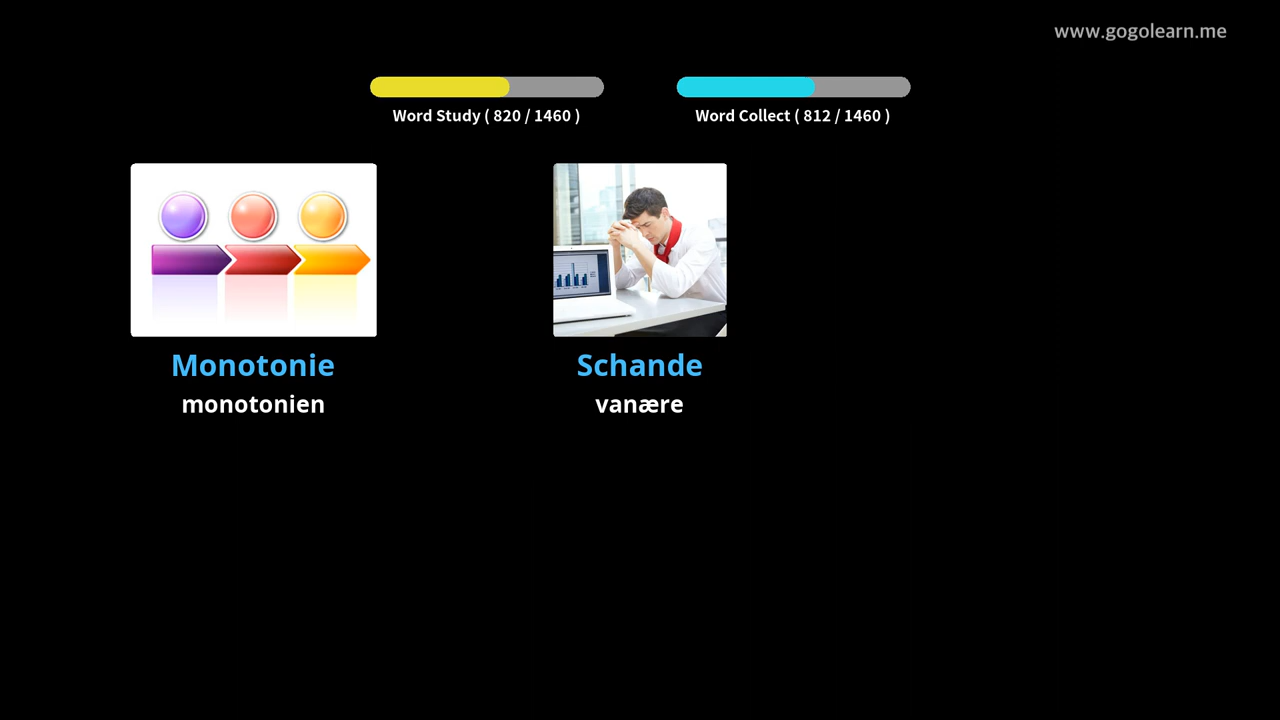 www.gogolearn.me
Word Study ( 820 / 1460 )
Word Collect ( 812 / 1460 )
Monotonie
monotonien
Schande
vanære